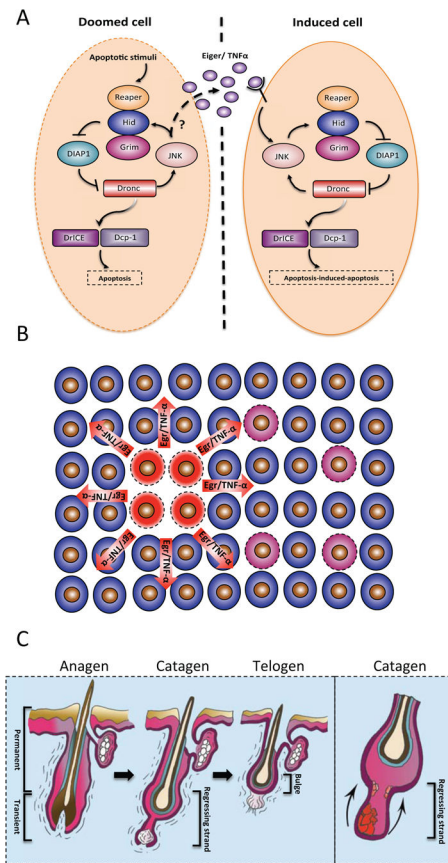 A
Doomed cell
Induced cell
Eiger/ TNFα
Apoptotic stimuli
Reaper
Hid
Grim
DIAP1
JNK
?
Dronc
DrICE
Dcp-1
Apoptosis
Reaper
Hid
Grim
JNK
DIAP1
Dronc
DrICE
Dcp-1
Apoptosis-induced-apoptosis
B
Egr/TNF-α
Egr/TNF-α
Egr/TNF-α
Egr/TNF-α
Egr/TNF-α
Egr/TNF-α
Egr/TNF-α
Egr/TNF-α
C
Anagen
Catagen
Telogen
Catagen
Permanent
Transient
Regressing strand
Bulge
Regressing strand